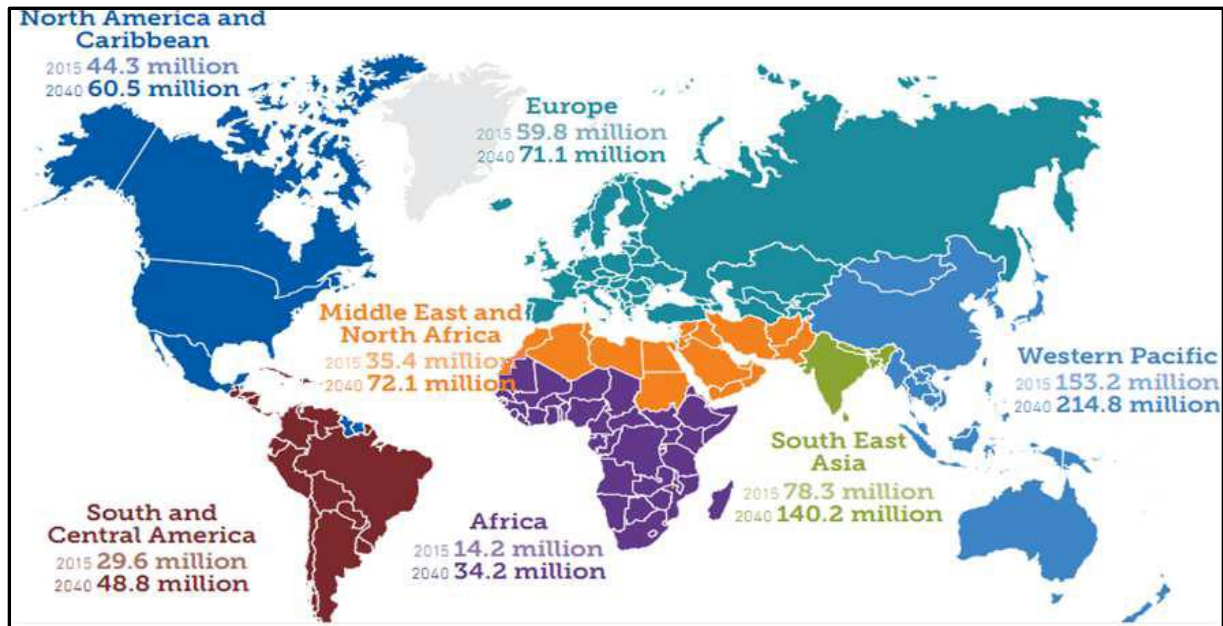 North America and
Caribbean
2015 44.3 million
2040 60.5 million
Europe
2015 59.8 million
2040 71.1 million
Middle East and
North Africa
2015 35.4 million
2040 72.1 million
Western Pacific
2015 153.2 million
2040 214.8 million
South East
Asia
2015 78.3 million
2040 140.2 million
South and
Central America
2015 29.6 million
2040 48.8 million
Africa
2015 14.2 million
2040 34.2 million